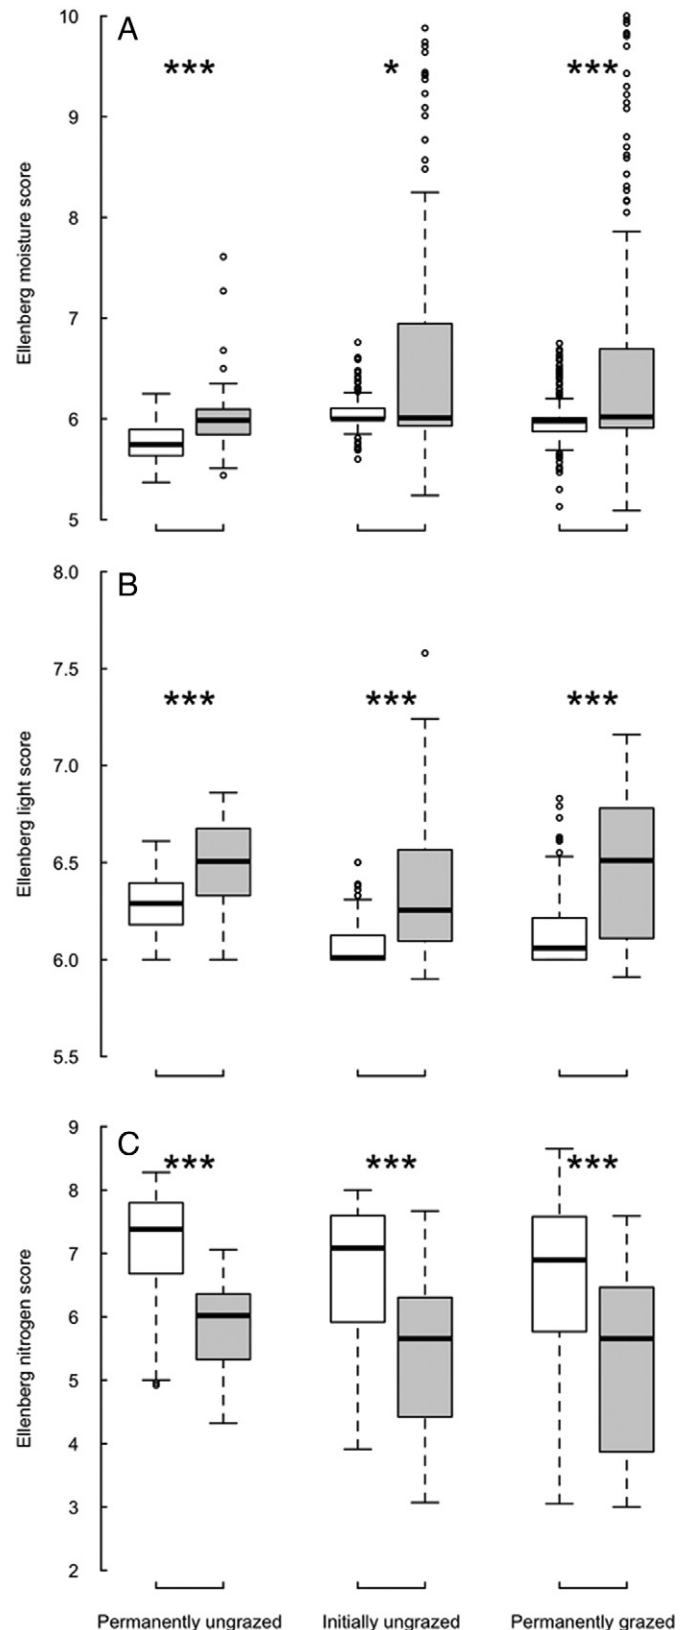 A
*** * ***
10
9
8
7
6
5
Ellenberg moisture score
B
*** *** ***
8.0
7.5
7.0
6.5
6.0
5.5
Ellenberg light score
C
*** *** ***
9
8
7
6
5
4
3
2
Ellenberg nitrogen score
Permanently ungrazed Initially ungrazed Permanently grazed